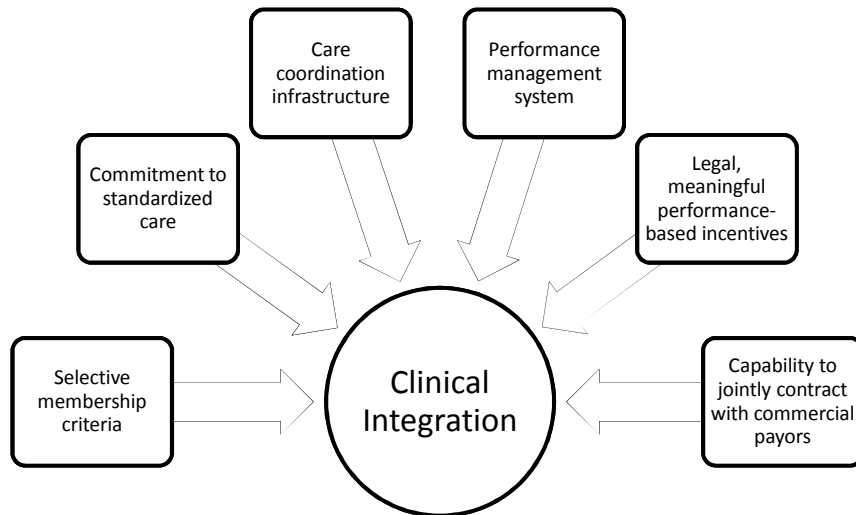 Care
coordination
infrastructure
Performance
management
system
Commitment to
standardized
care
Legal,
meaningful
performance-
based incentives
Selective
membership
criteria
Clinical
Integration
Capability to
jointly contract
with commercial
payors